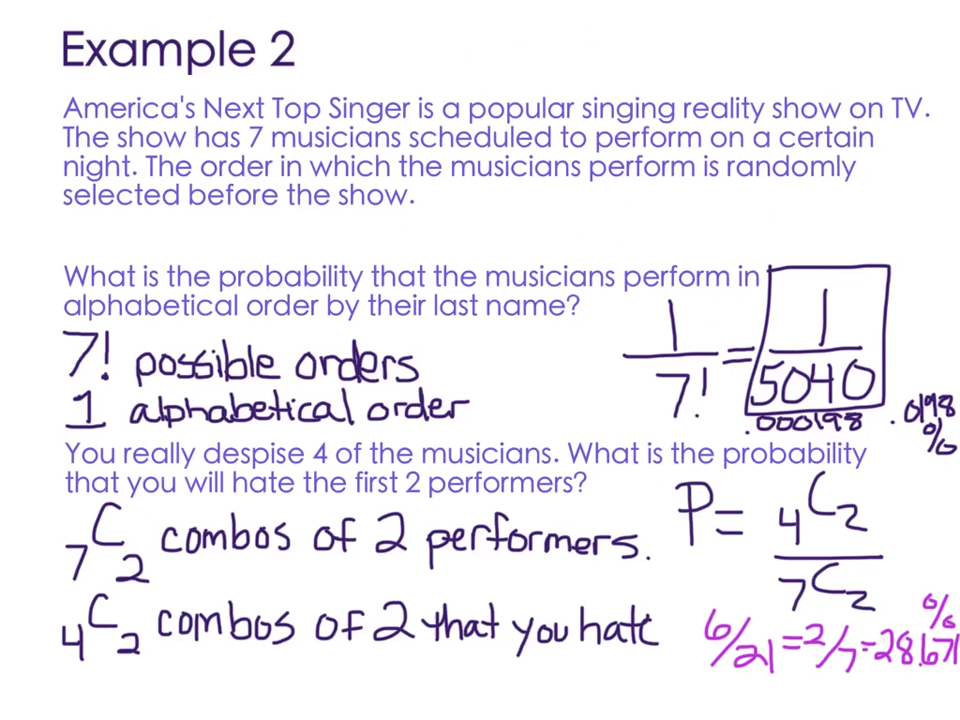 Example 2
America's Next Top Singer is a popular singing reality show on TV.
The show has 7 musicians scheduled to perform on a certain
night. The order in which the musicians perform is randomly
selected before the show.
What is the probability that the musicians perform in
alphabetical order by their last name?
7! possible orders
1 alphabetical order
1/7! = 1/5040
.000198 .0198 %
You really despise 4 of the musicians. What is the probability
that you will hate the first 2 performers?
7C2 combos of 2 performers.
4C2 combos of 2 that you hate
P= 4C2/7C2
6/21=2/7=28.671 %